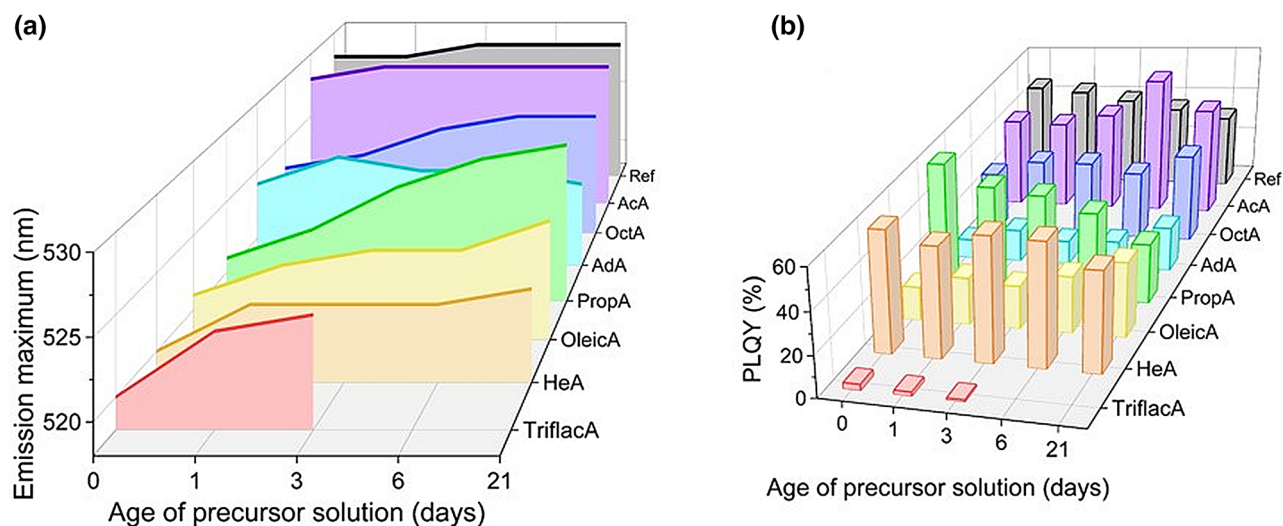 (a)
Emission maximum (nm)
530
525
520
0
1
3
6
21
Age of precursor solution (days)
Ref
AcA
OctA
AdA
PropA
OleicA
HeA
TriflacA
(b)
PLQY (%)
60
40
20
0
0
1
3
6
21
Age of precursor solution (days)
Ref
AcA
OctA
AdA
PropA
OleicA
HeA
TriflacA